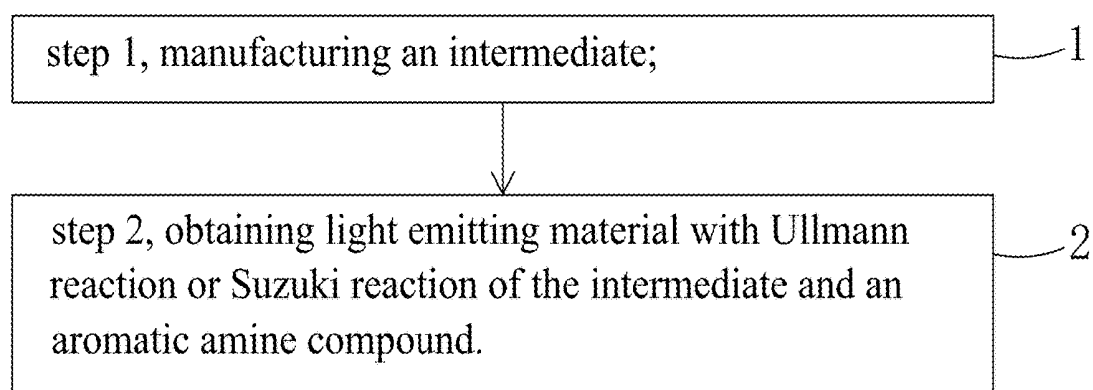 step 1, manufacturing an intermediate;
1
step 2, obtaining light emitting material with Ullmann
reaction or Suzuki reaction of the intermediate and an
aromatic amine compound.
2